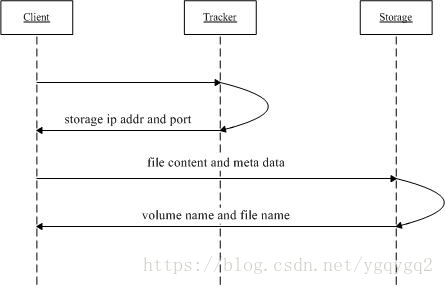 Client Tracker Storage
storage ip addr and port
file content and meta data
volume name and file name
https://blog.csdn.net/ygqygq2